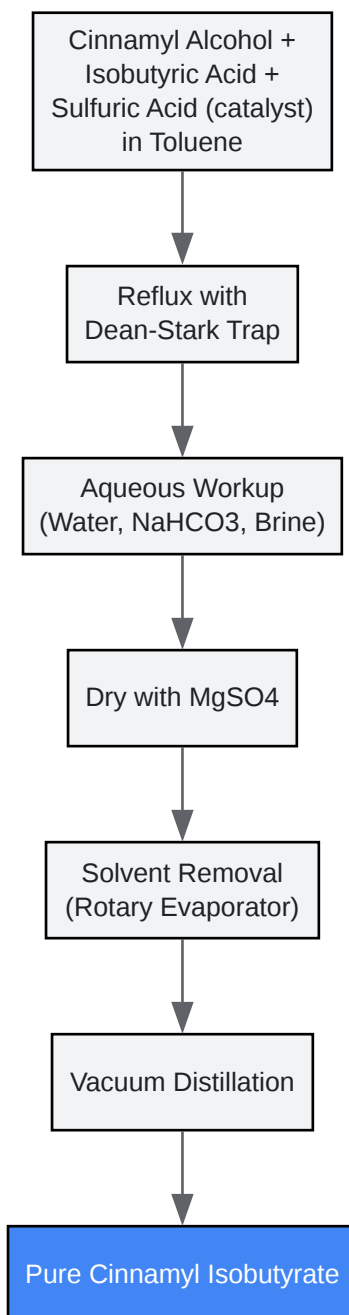 Cinnamyl Alcohol +
Isobutyric Acid +
Sulfuric Acid (catalyst)
in Toluene
Reflux with
Dean-Stark Trap
Aqueous Workup
(Water, NaHCO3, Brine)
Dry with MgSO4
Solvent Removal
(Rotary Evaporator)
Vacuum Distillation
Pure Cinnamyl Isobutyrate